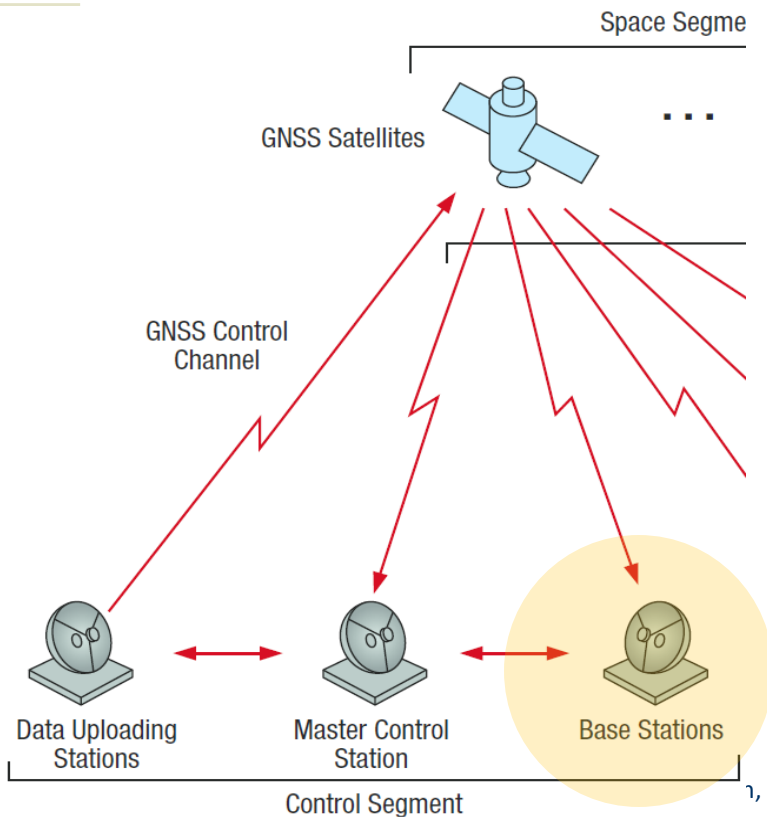 Space Segme
...
GNSS Satellites
GNSS Control
Channel
Data Uploading
Stations
Master Control
Station
Base Stations
Control Segment